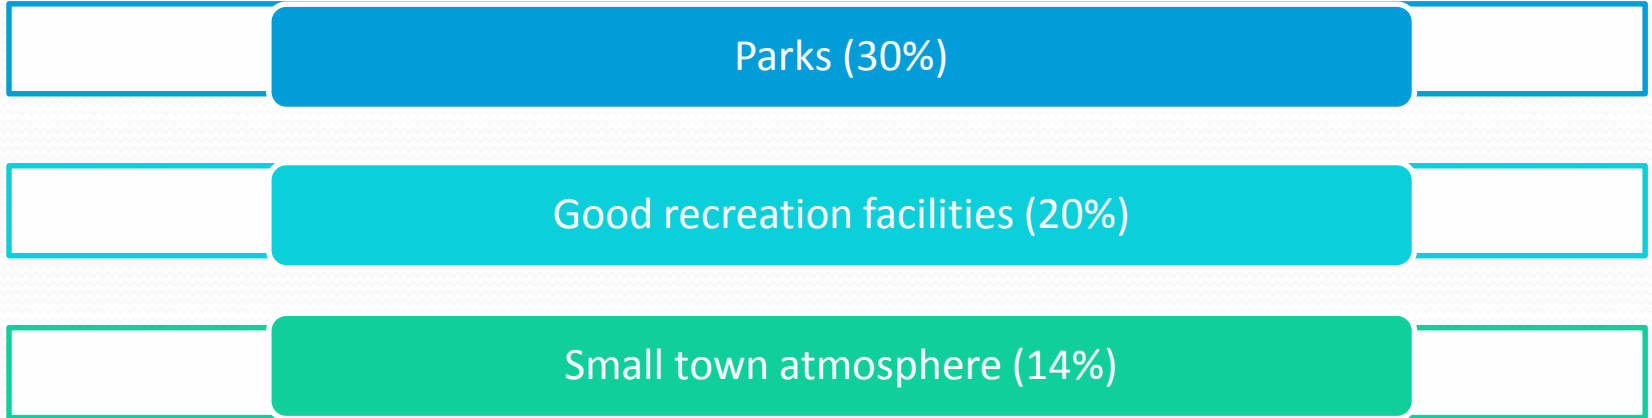 Parks (30%)
Good recreation facilities (20%)
Small town atmosphere (14%)